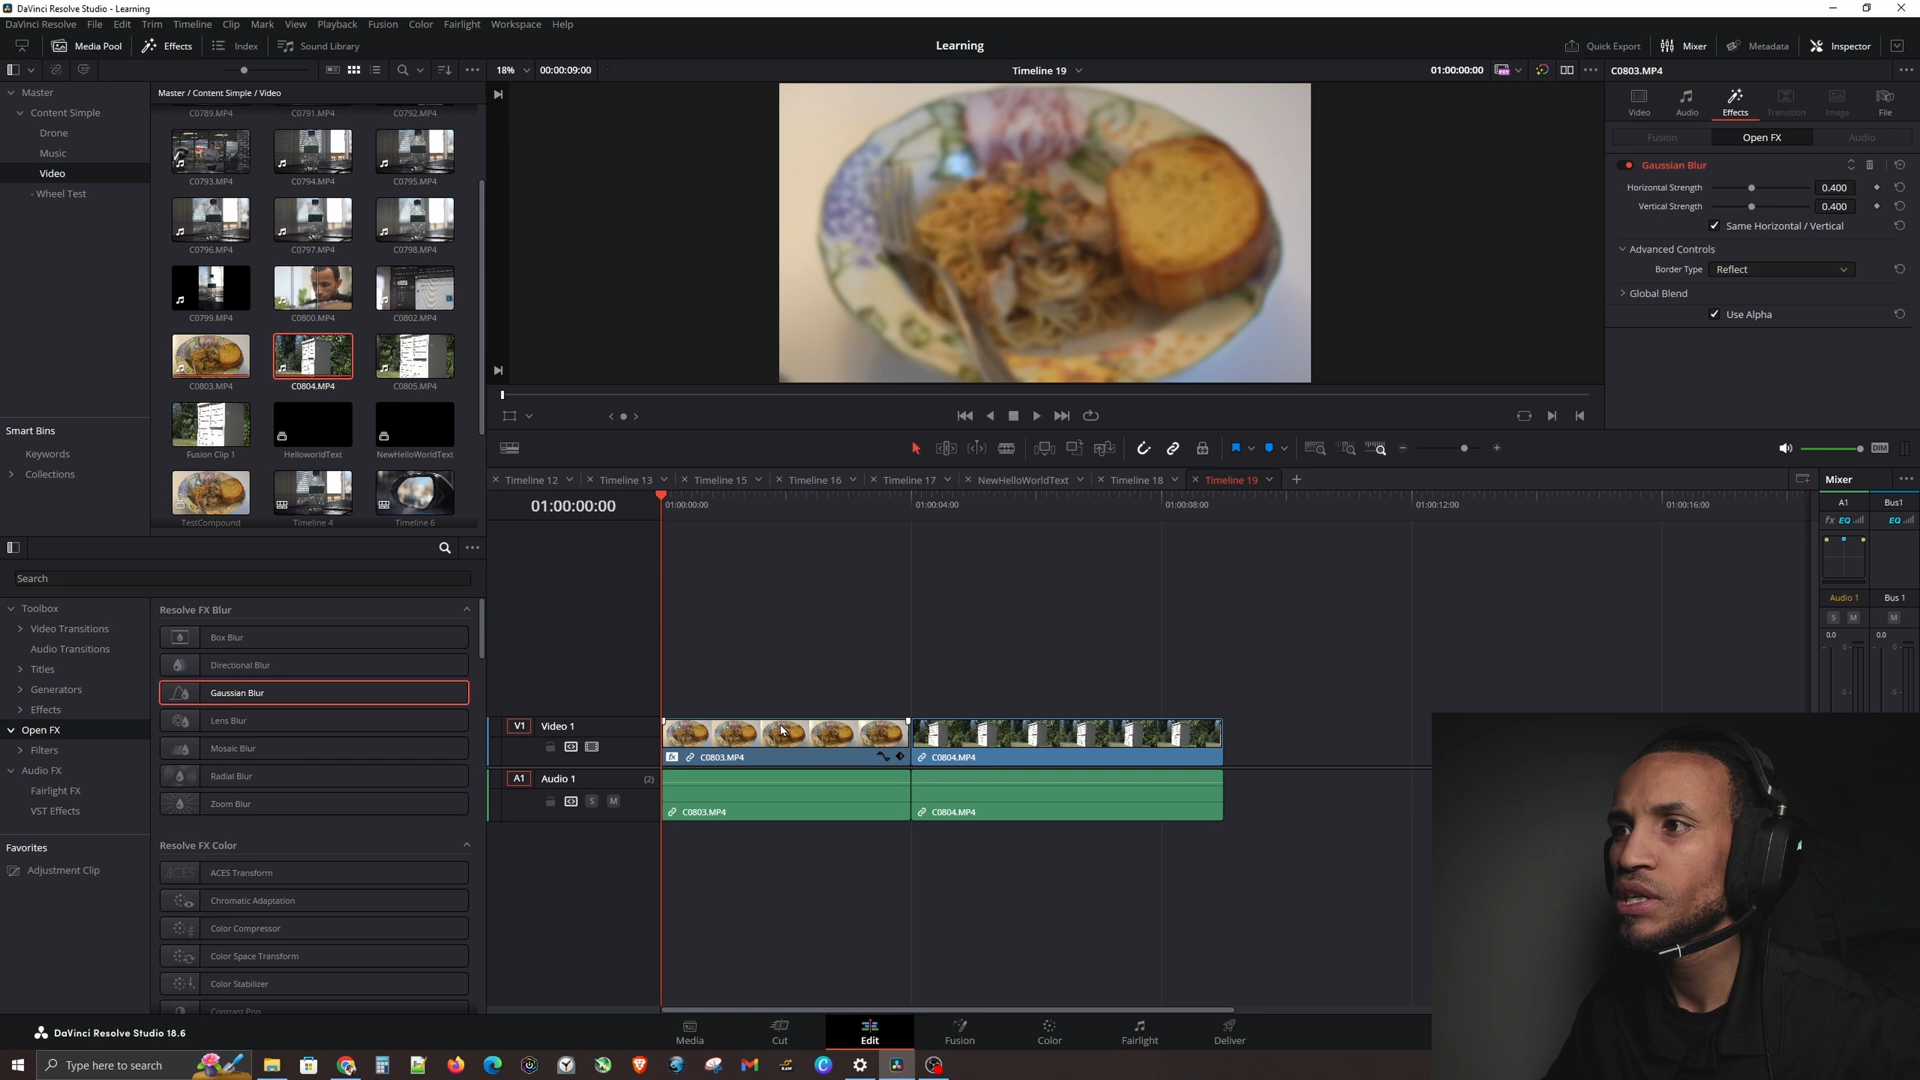 DaVinci Resolve Studio - Learning
DaVinci Resolve File Edit Trim Timeline Clip Mark View Playback Fusion Color Fairlight Workspace Help
Media Pool Effects Index Sound Library Learning Quick Export Mixer Metadata Inspector
18% 00:00:09:00 Timeline 19 01:00:00:00 C0803.MP4
Master
Content Simple
Drone
Music
Video
- Wheel Test
Smart Bins
Keywords
Collections
Master / Content Simple / Video
C0789.MP4 C0791.MP4 C0792.MP4
C0793.MP4 C0794.MP4 C0795.MP4
C0796.MP4 C0797.MP4 C0798.MP4
C0799.MP4 C0800.MP4 C0802.MP4
C0803.MP4 C0804.MP4 C0805.MP4
Fusion Clip 1 HelloworldText NewHelloWorldText
TestCompound Timeline 4 Timeline 6
Video Audio Effects Transition Image File
Fusion Open FX Audio
Gaussian Blur
Horizontal Strength 0.400
Vertical Strength 0.400
Same Horizontal / Vertical
Advanced Controls
Border Type Reflect
Global Blend
Use Alpha
DIM
Search
Toolbox
Video Transitions
Audio Transitions
Titles
Generators
Effects
Open FX
Filters
Audio FX
Fairlight FX
VST Effects
Favorites
Adjustment Clip
Resolve FX Blur
Box Blur
Directional Blur
Gaussian Blur
Lens Blur
Mosaic Blur
Radial Blur
Zoom Blur
Resolve FX Color
ACES Transform
Chromatic Adaptation
Color Compressor
Color Space Transform
Color Stabilizer
Contrast Pop
Timeline 12 Timeline 13 Timeline 15 Timeline 16 Timeline 17 NewHelloWorldText Timeline 18 Timeline 19
01:00:00:00 01:00:00:00 01:00:04:00 01:00:08:00 01:00:12:00 01:00:16:00
V1 Video 1
C0803.MP4 C0804.MP4
A1 Audio 1 (2)
S M
C0803.MP4 C0804.MP4
Mixer
A1 Bus1
fx EQ EQ
Audio 1 Bus 1
S M M
0.0 0.0
0 0
-5 -5
DaVinci Resolve Studio 18.6
Media Cut Edit Fusion Color Fairlight Deliver
Type here to search